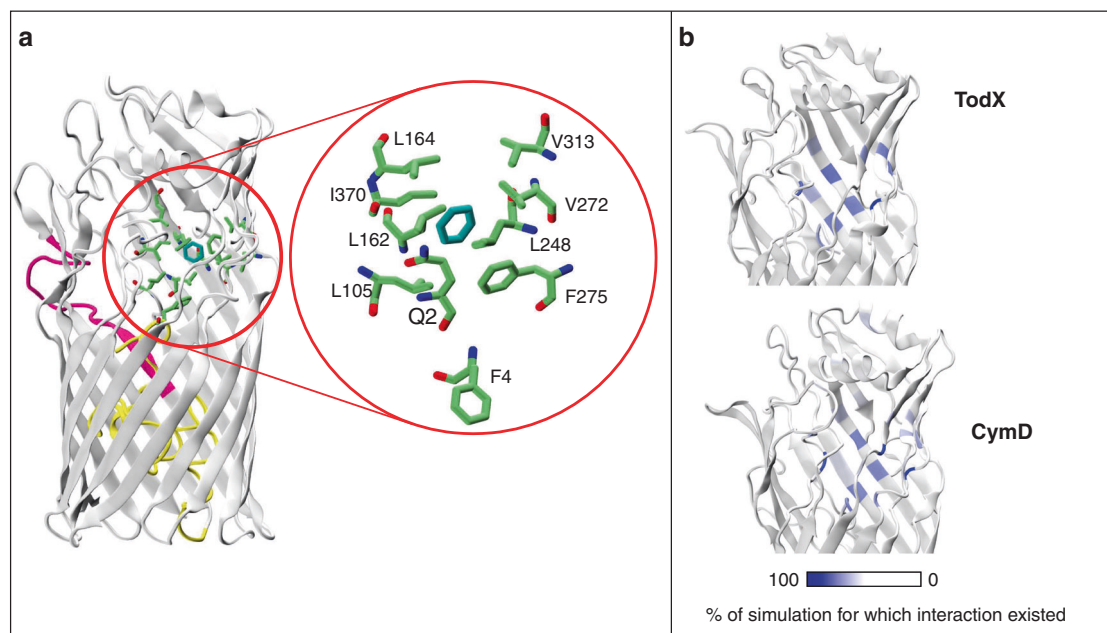 a
L164
V313
I370
V272
L162
L248
L105
F275
Q2
F4
b
TodX
CymD
100 0
% of simulation for which interaction existed